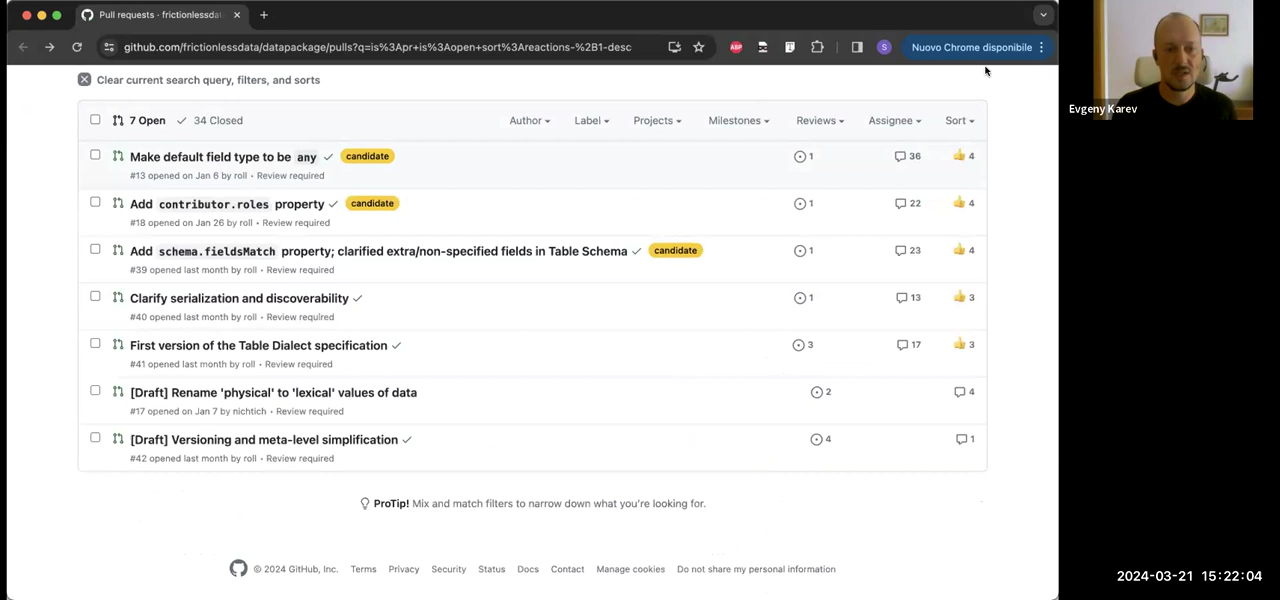 Pull requests · frictionlessdat
github.com/frictionlessdata/datapackage/pulls?q=is%3Apr+is%3Aopen+sort%3Areactions-%2B1-desc
ABP
S
Nuovo Chrome disponibile
Evgeny Karev
Clear current search query, filters, and sorts
7 Open 34 Closed Author Label Projects Milestones Reviews Assignee Sort
Make default field type to be any candidate 1 36 4
#13 opened on Jan 6 by roll • Review required
Add contributor.roles property candidate 1 22 4
#18 opened on Jan 26 by roll • Review required
Add schema.fieldsMatch property; clarified extra/non-specified fields in Table Schema candidate 1 23 4
#39 opened last month by roll • Review required
Clarify serialization and discoverability 1 13 3
#40 opened last month by roll • Review required
First version of the Table Dialect specification 3 17 3
#41 opened last month by roll • Review required
[Draft] Rename 'physical' to 'lexical' values of data 2 4
#17 opened on Jan 7 by nichtich • Review required
[Draft] Versioning and meta-level simplification 4 1
#42 opened last month by roll • Review required
ProTip! Mix and match filters to narrow down what you're looking for.
© 2024 GitHub, Inc. Terms Privacy Security Status Docs Contact Manage cookies Do not share my personal information
2024-03-21 15:22:04